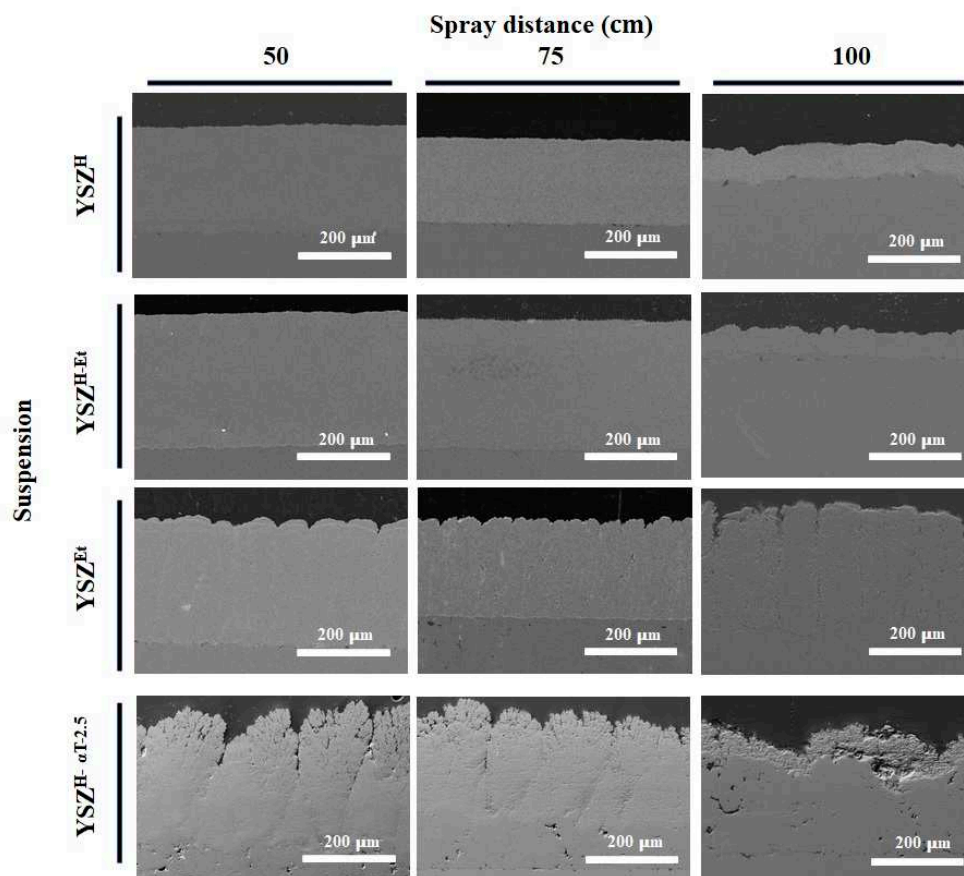 Spray distance (cm)
50 75 100
Suspension
YSZᴴ
200 µm 200 µm 200 µm
YSZᴴ⁻ᴱᵗ
200 µm 200 µm 200 µm
YSZᴱᵗ
200 µm 200 µm 200 µm
YSZᴴ⁻ ᵅᵀ⁻²·⁵
200 µm 200 µm 200 µm